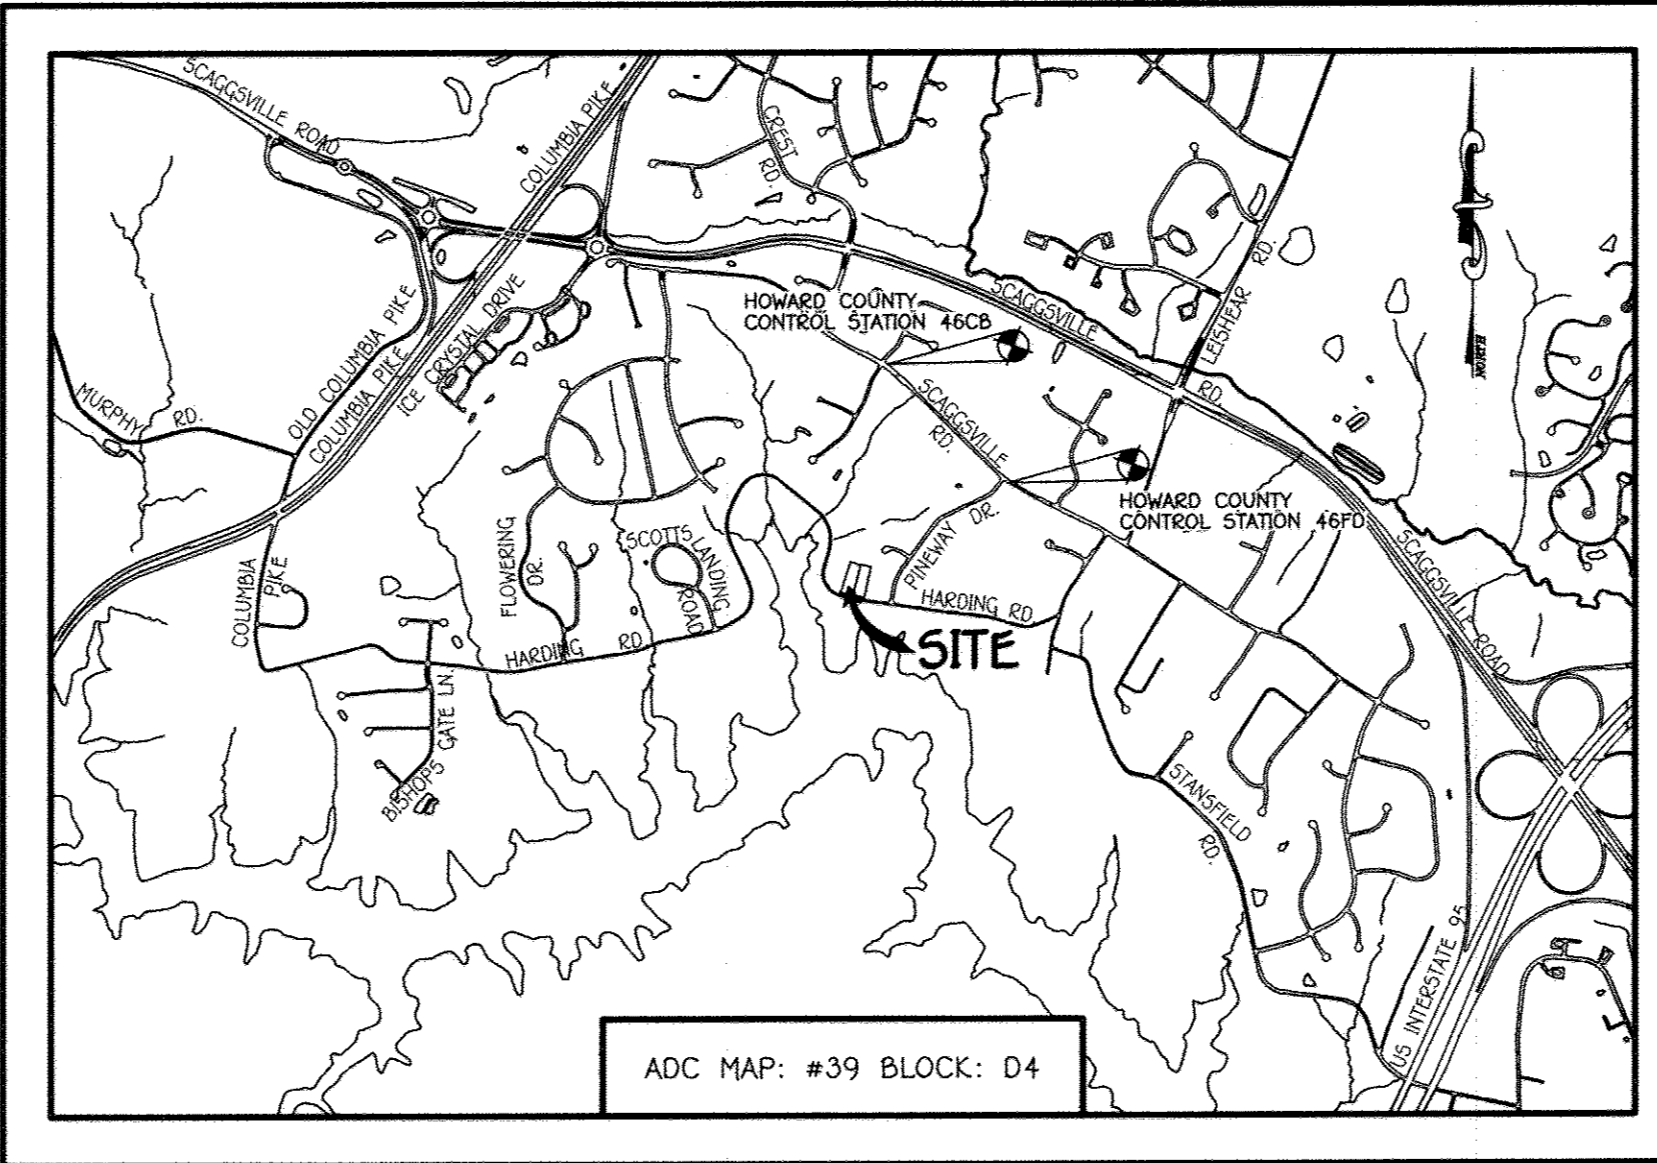 SCAGGSVILLE ROAD
COLUMBIA PIKE
COLUMBIA PIKE
CREST
RD.
LEISHEAR
RD.
NORTH
HOWARD COUNTY
CONTROL STATION 46CB
SCAGGSVILLE
RD.
OLD COLUMBIA PIKE
COLUMBIA PIKE
ICE CRYSTAL DRIVE
MURPHY RD.
SCAGGSVILLE
RD.
HOWARD COUNTY
CONTROL STATION 46FD
FLOWERING
DR.
SCOTTS LANDING
ROAD
PINEWAY DR.
HARDING RD.
SITE
HARDING RD.
BISHOPS GATE LN.
SCAGGSVILLE ROAD
STANSFIELD
RD.
US INTERSTATE 95
ADC MAP: #39 BLOCK: D4